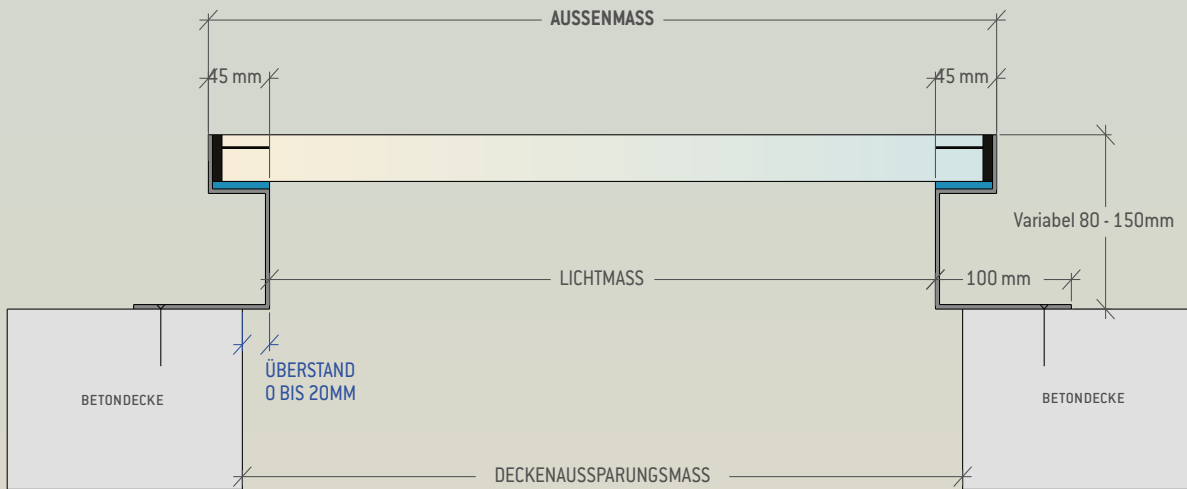 AUSSENMASS
45 mm
45 mm
Variabel 80 - 150mm
LICHTMASS
100 mm
ÜBERSTAND
0 BIS 20MM
BETONDECKE
BETONDECKE
DECKENAUSSPARUNGSMASS